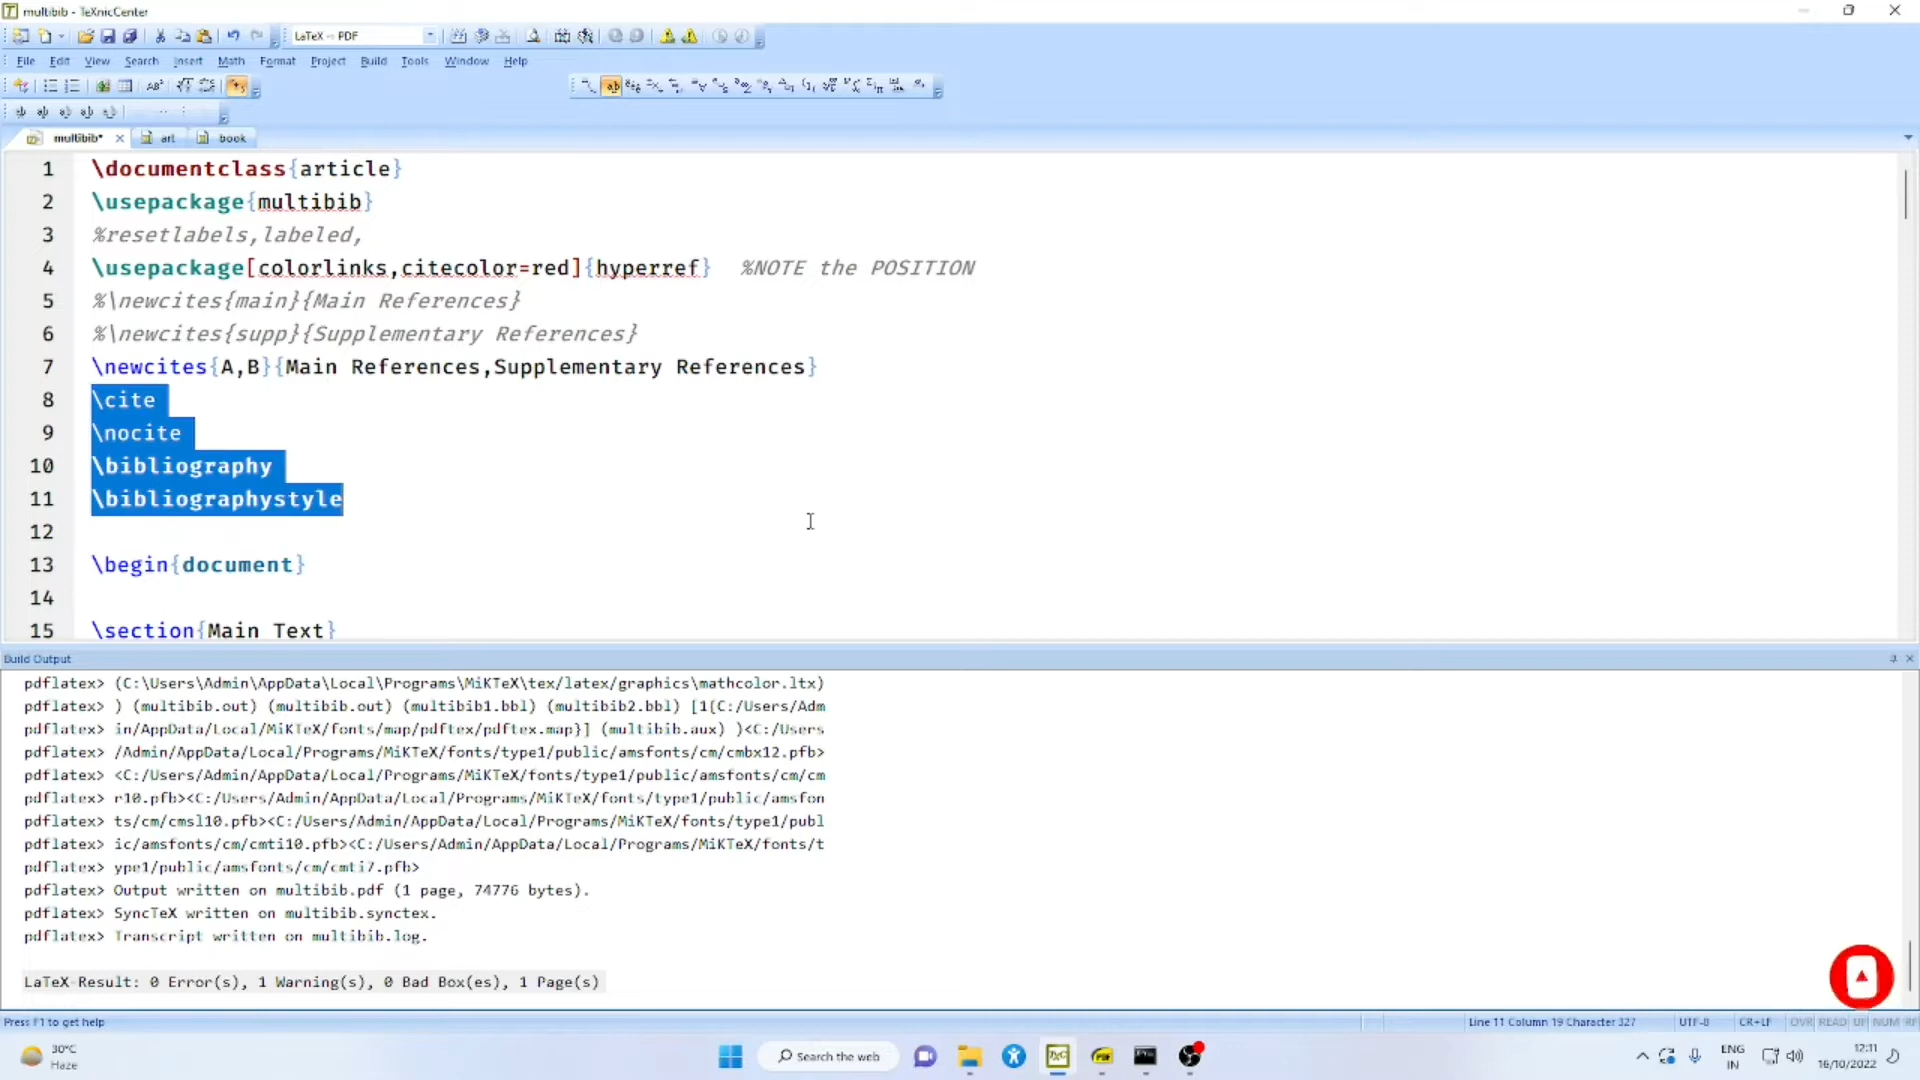 multibib - TeXnicCenter
LaTeX ⇨ PDF
File Edit View Search Insert Math Format Project Build Tools Window Help
multibib* art book
1 \documentclass{article}
2 \usepackage{multibib}
3 %resetlabels,labeled,
4 \usepackage[colorlinks,citecolor=red]{hyperref} %NOTE the POSITION
5 %\newcites{main}{Main References}
6 %\newcites{supp}{Supplementary References}
7 \newcites{A,B}{Main References,Supplementary References}
8 \cite
9 \nocite
10 \bibliography
11 \bibliographystyle
12
13 \begin{document}
14
15 \section{Main Text}
Build Output
pdflatex> (C:\Users\Admin\AppData\Local\Programs\MiKTeX\tex/latex/graphics\mathcolor.ltx)
pdflatex> ) (multibib.out) (multibib.out) (multibib1.bbl) (multibib2.bbl) [1{C:/Users/Adm
pdflatex> in/AppData/Local/MiKTeX/fonts/map/pdftex/pdftex.map}] (multibib.aux) )<C:/Users
pdflatex> /Admin/AppData/Local/Programs/MiKTeX/fonts/type1/public/amsfonts/cm/cmbx12.pfb>
pdflatex> <C:/Users/Admin/AppData/Local/Programs/MiKTeX/fonts/type1/public/amsfonts/cm/cm
pdflatex> r10.pfb><C:/Users/Admin/AppData/Local/Programs/MiKTeX/fonts/type1/public/amsfon
pdflatex> ts/cm/cmsl10.pfb><C:/Users/Admin/AppData/Local/Programs/MiKTeX/fonts/type1/publ
pdflatex> ic/amsfonts/cm/cmti10.pfb><C:/Users/Admin/AppData/Local/Programs/MiKTeX/fonts/t
pdflatex> ype1/public/amsfonts/cm/cmti7.pfb>
pdflatex> Output written on multibib.pdf (1 page, 74776 bytes).
pdflatex> SyncTeX written on multibib.synctex.
pdflatex> Transcript written on multibib.log.
LaTeX-Result: 0 Error(s), 1 Warning(s), 0 Bad Box(es), 1 Page(s)
Press F1 to get help
Line 11 Column 19 Character 327 UTF-8 CR+LF OVR READ NUM
30°C
Haze
Search the web
ENG
IN
12:11
16/10/2022